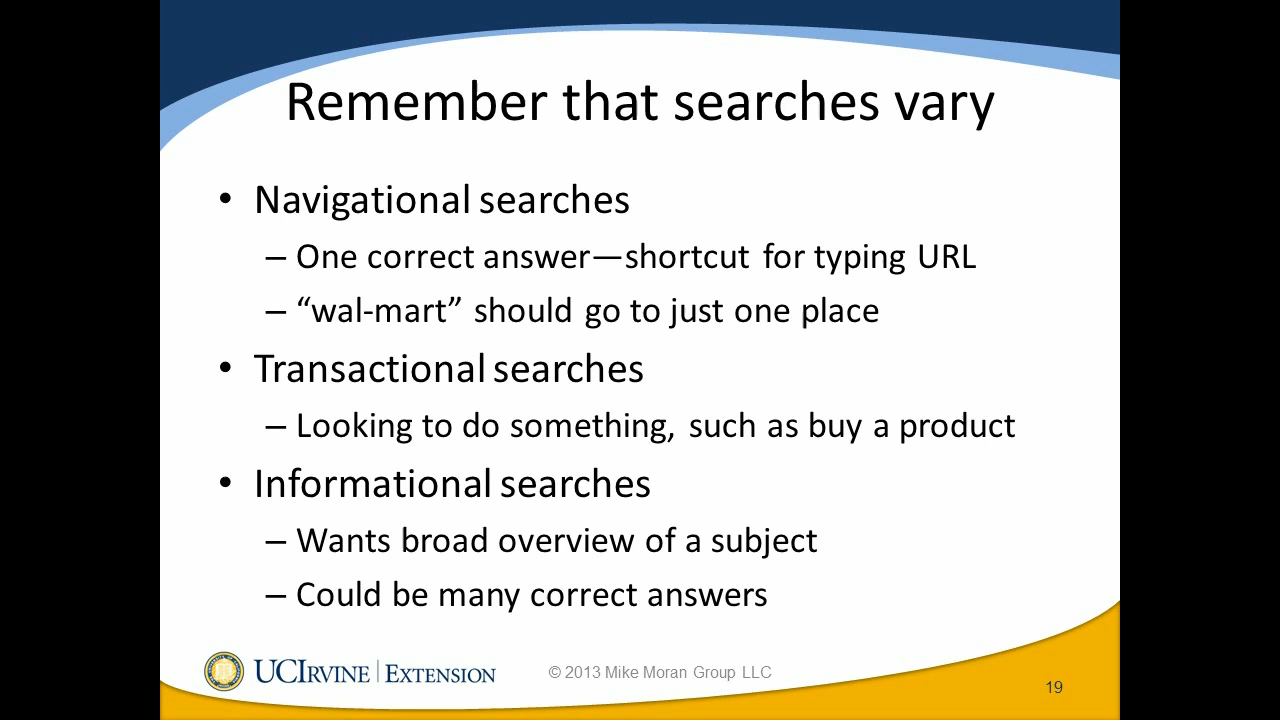 Remember that searches vary
• Navigational searches
– One correct answer—shortcut for typing URL
– “wal-mart” should go to just one place
• Transactional searches
– Looking to do something, such as buy a product
• Informational searches
– Wants broad overview of a subject
– Could be many correct answers
UCIRVINE | EXTENSION
© 2013 Mike Moran Group LLC
19